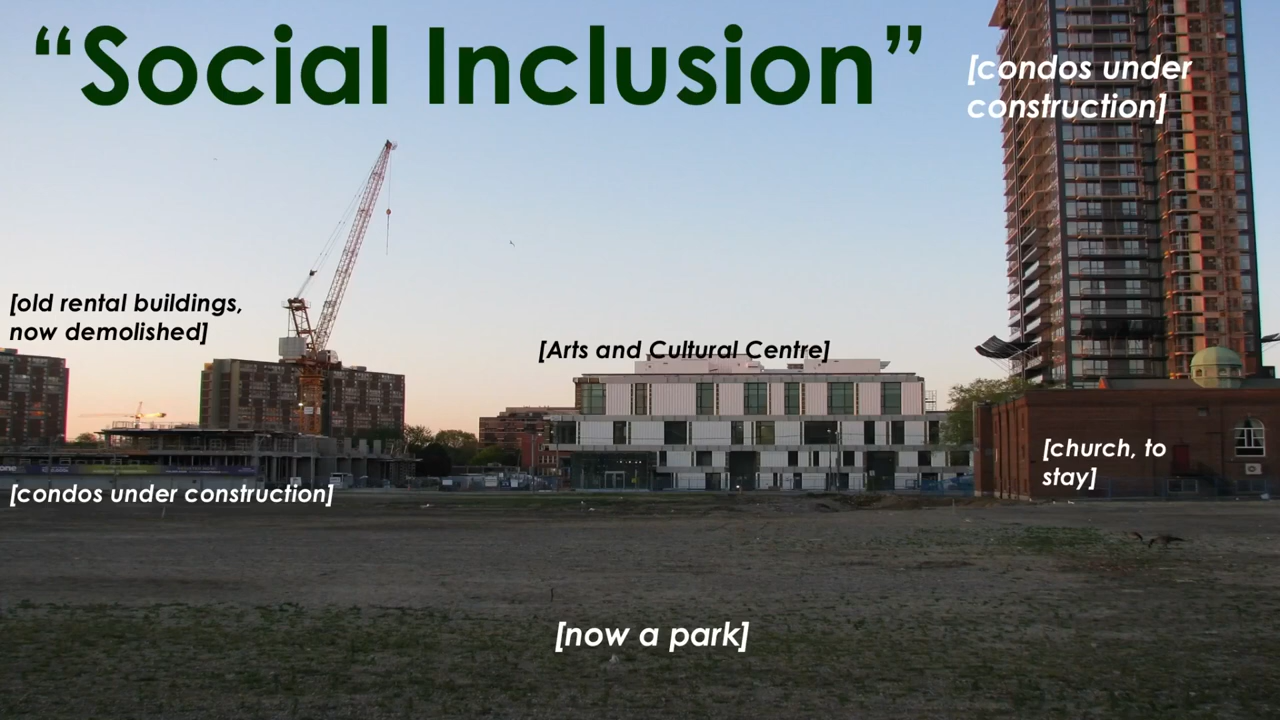 “Social Inclusion”
[condos under
construction]
[old rental buildings,
now demolished]
[Arts and Cultural Centre]
[church, to
stay]
[condos under construction]
[now a park]